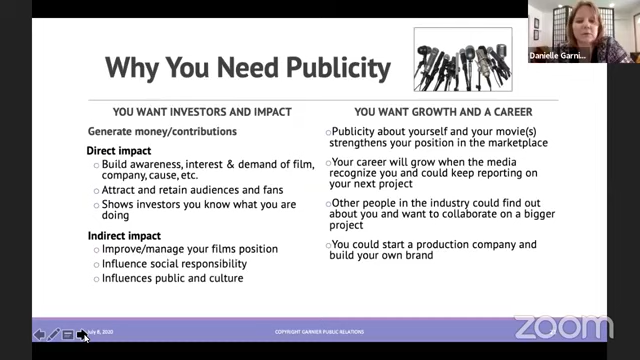 Why You Need Publicity
Danielle Garni...
YOU WANT INVESTORS AND IMPACT
Generate money/contributions
Direct impact
Build awareness, interest & demand of film,
company, cause, etc.
Attract and retain audiences and fans
Shows investors you know what you are
doing
Indirect impact
Improve/manage your films position
Influence social responsibility
Influences public and culture
YOU WANT GROWTH AND A CAREER
Publicity about yourself and your movie(s)
strengthens your position in the marketplace
Your career will grow when the media
recognize you and could keep reporting on
your next project
Other people in the industry could find out
about you and want to collaborate on a bigger
project
You could start a production company and
build your own brand
July 8, 2020
COPYRIGHT GARNIER PUBLIC RELATIONS
zoom